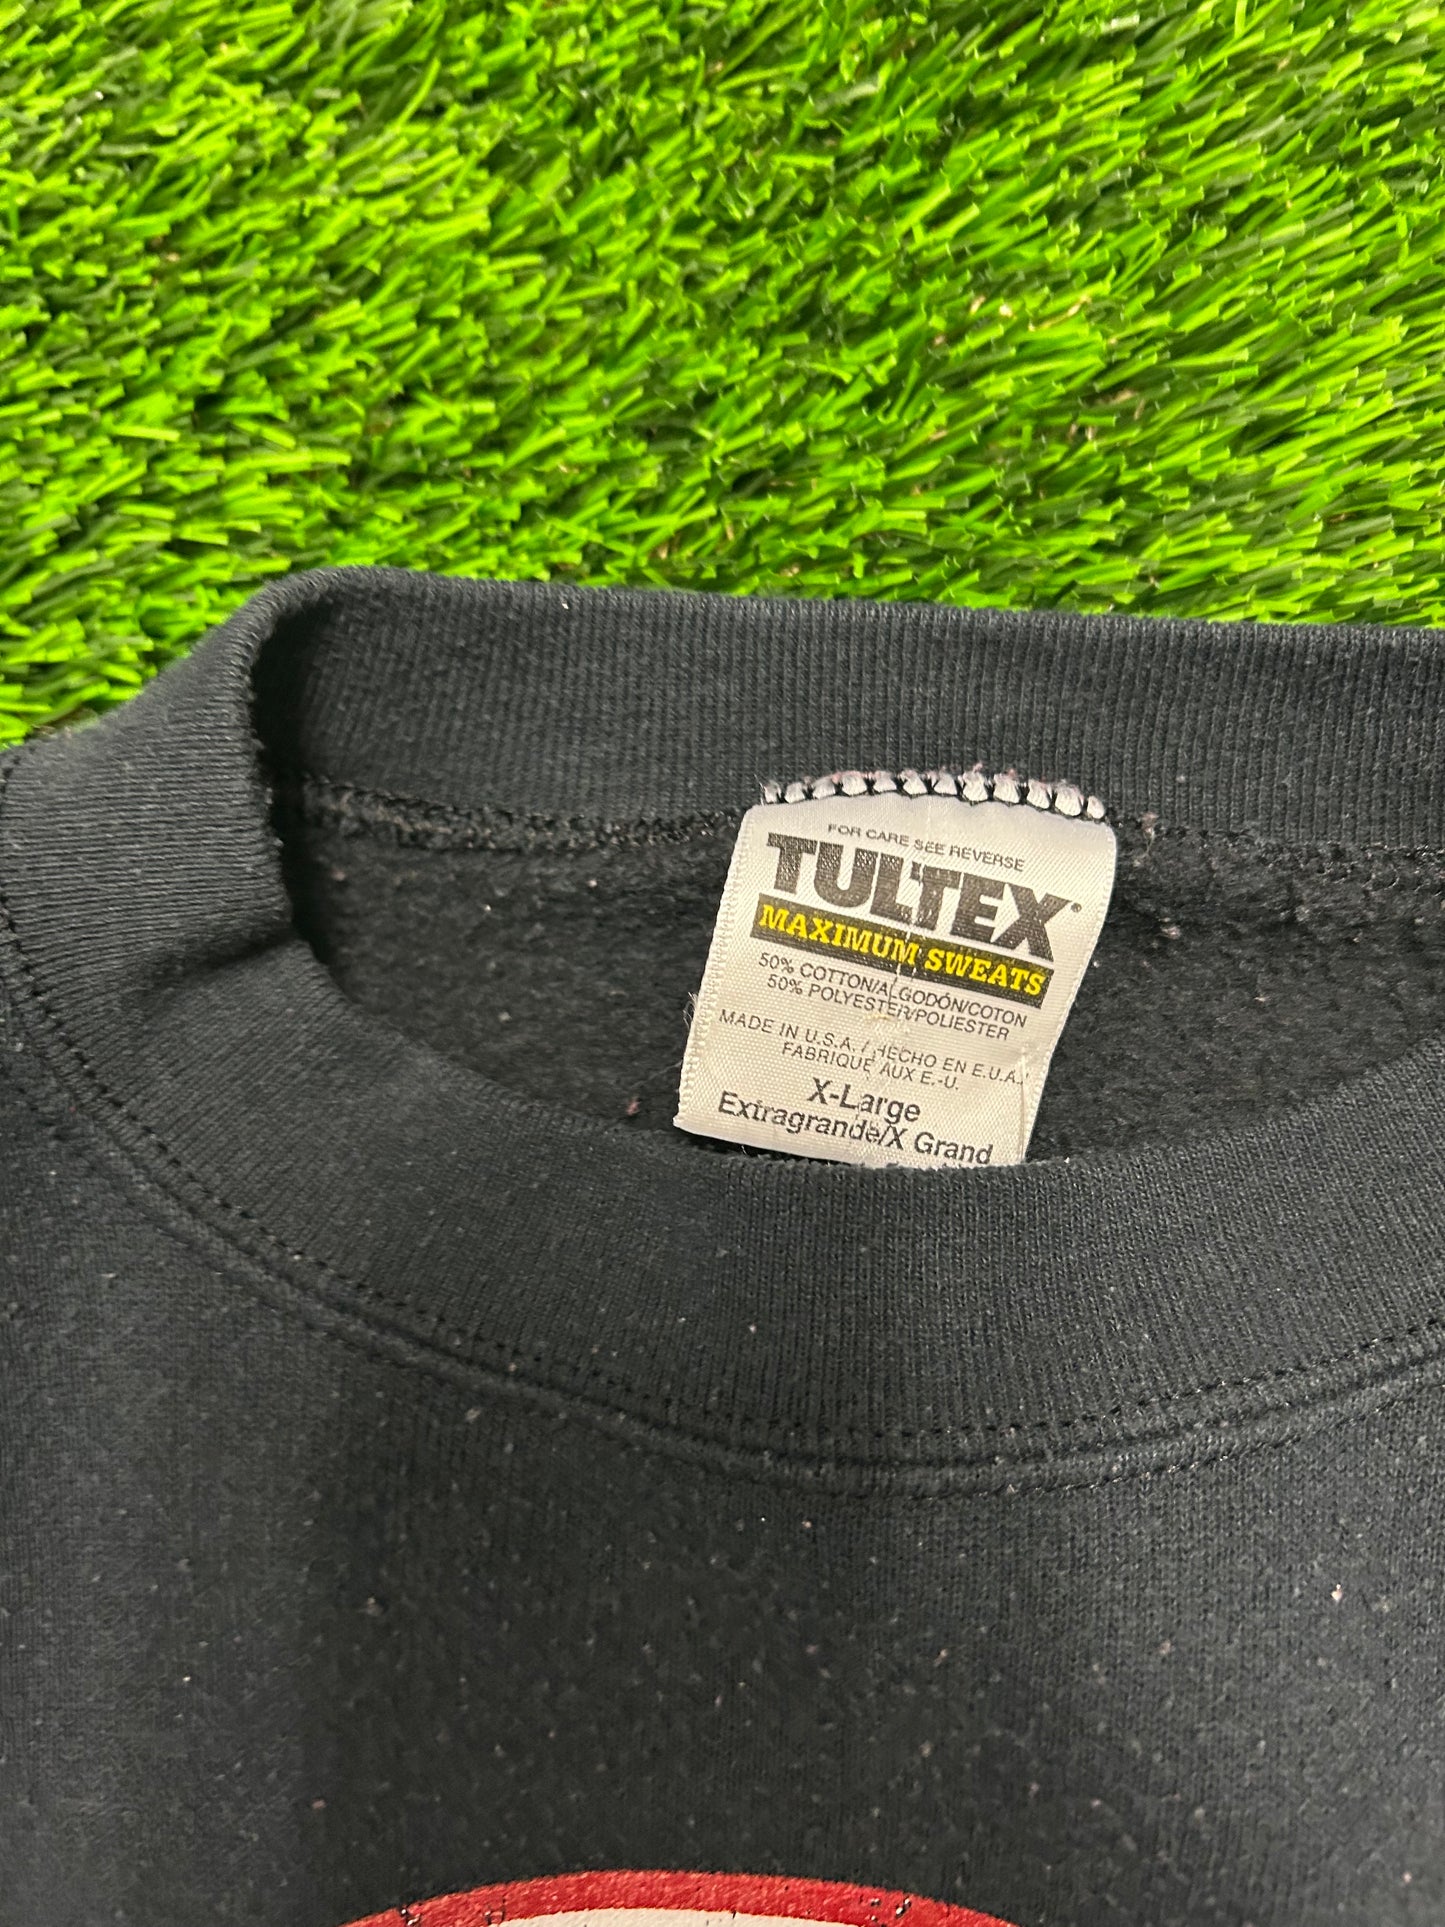 FOR CARE SEE REVERSE
TULTEX®
MAXIMUM SWEATS
50% COTTON/ALGODÓN/COTON
50% POLYESTER/POLIESTER
MADE IN U.S.A. / HECHO EN E.U.A.
FABRIQUE AUX E.-U.
X-Large
Extragrande/X Grand